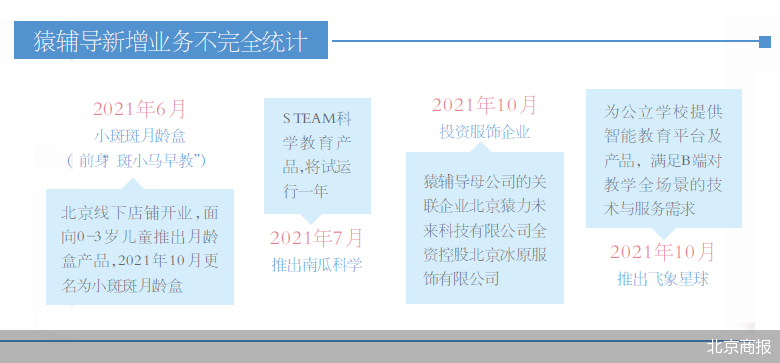 猿辅导新增业务不完全统计
2021年6月
小斑斑月龄盒
(“前身“斑小马早教”)
北京线下店铺开业,面
向0-3岁儿童推出月龄
盒产品,2021年10月更
名为小斑斑月龄盒
STEAM科
学教育产
品,将试运
行一年
2021年7月
推出南瓜科学
2021年10月
投资服饰企业
猿辅导母公司的关
联企业北京猿力未
来科技有限公司全
资控股北京冰原服
饰有限公司
为公立学校提供
智能教育平台及
产品，满足B端对
教学全场景的技
术与服务需求
2021年10月
推出飞象星球
北京商报